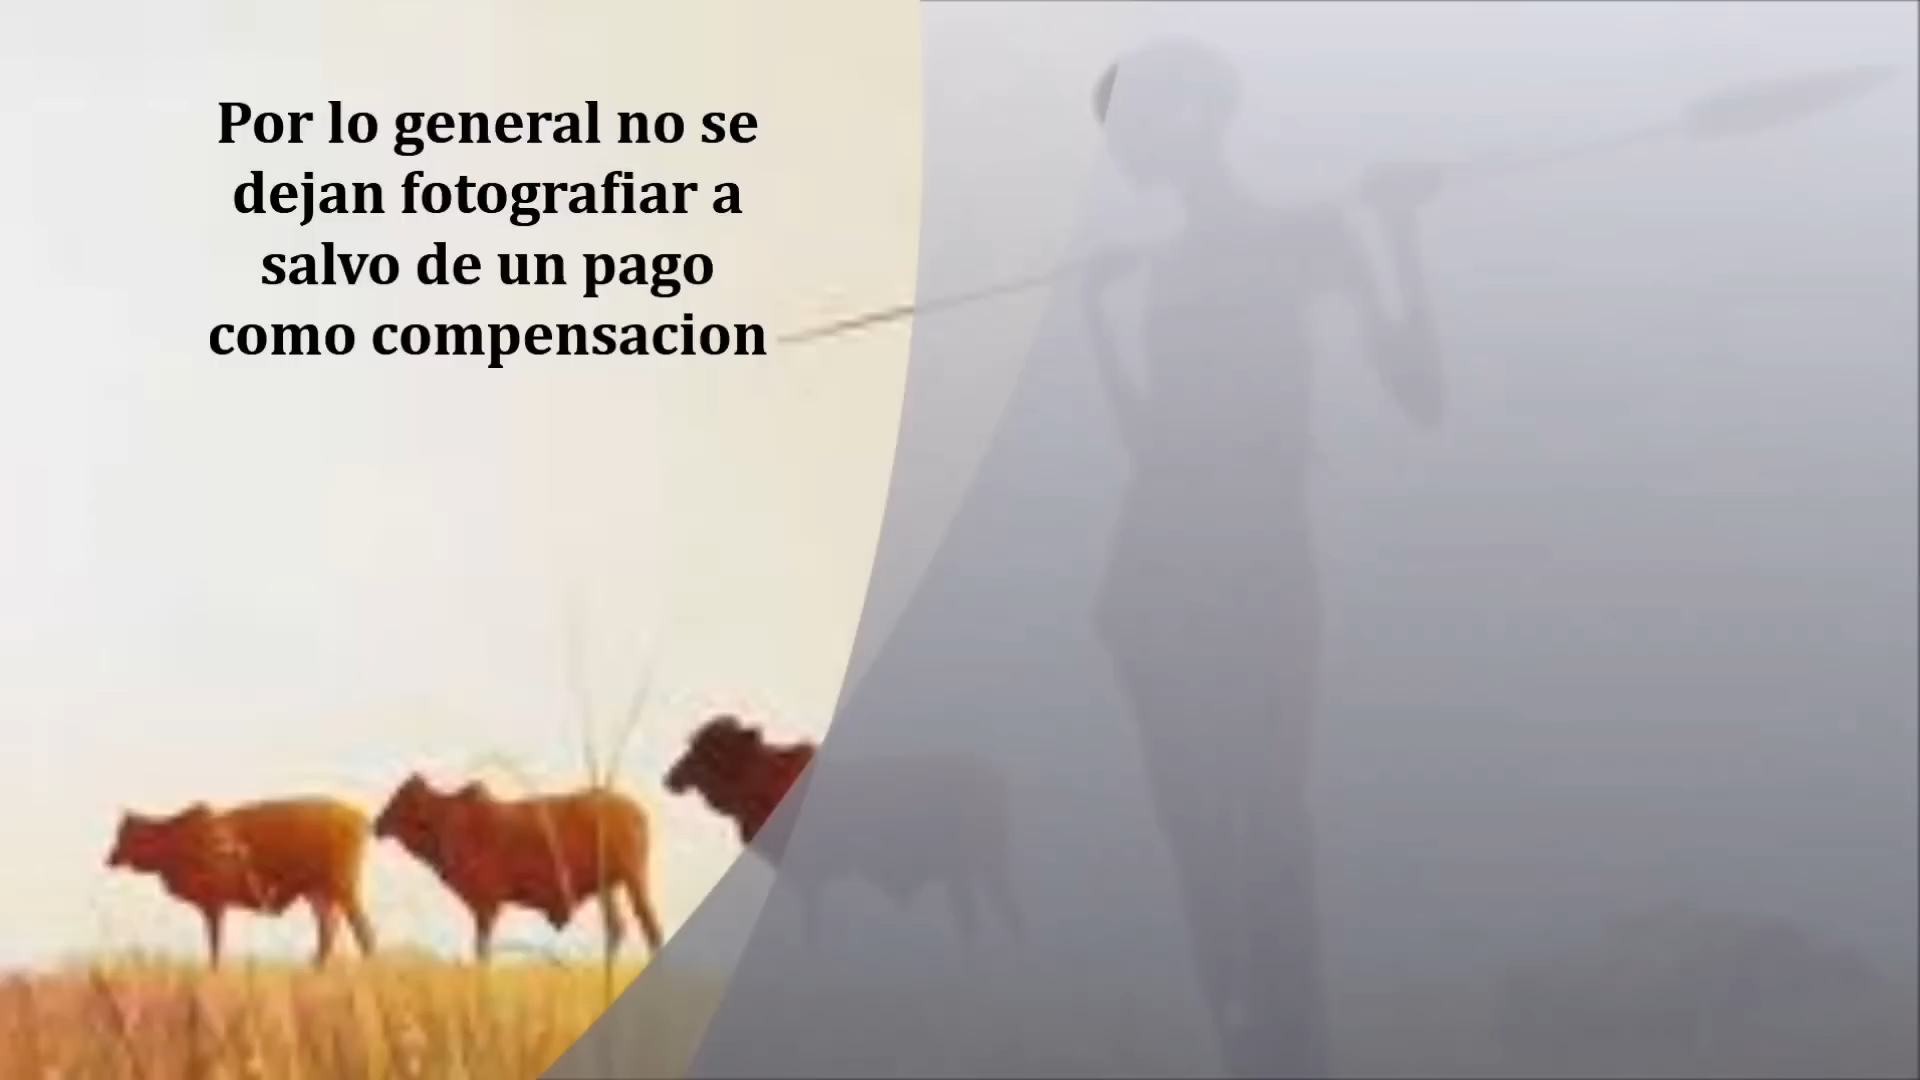 Por lo general no se
dejan fotografiar a
salvo de un pago
como compensacion